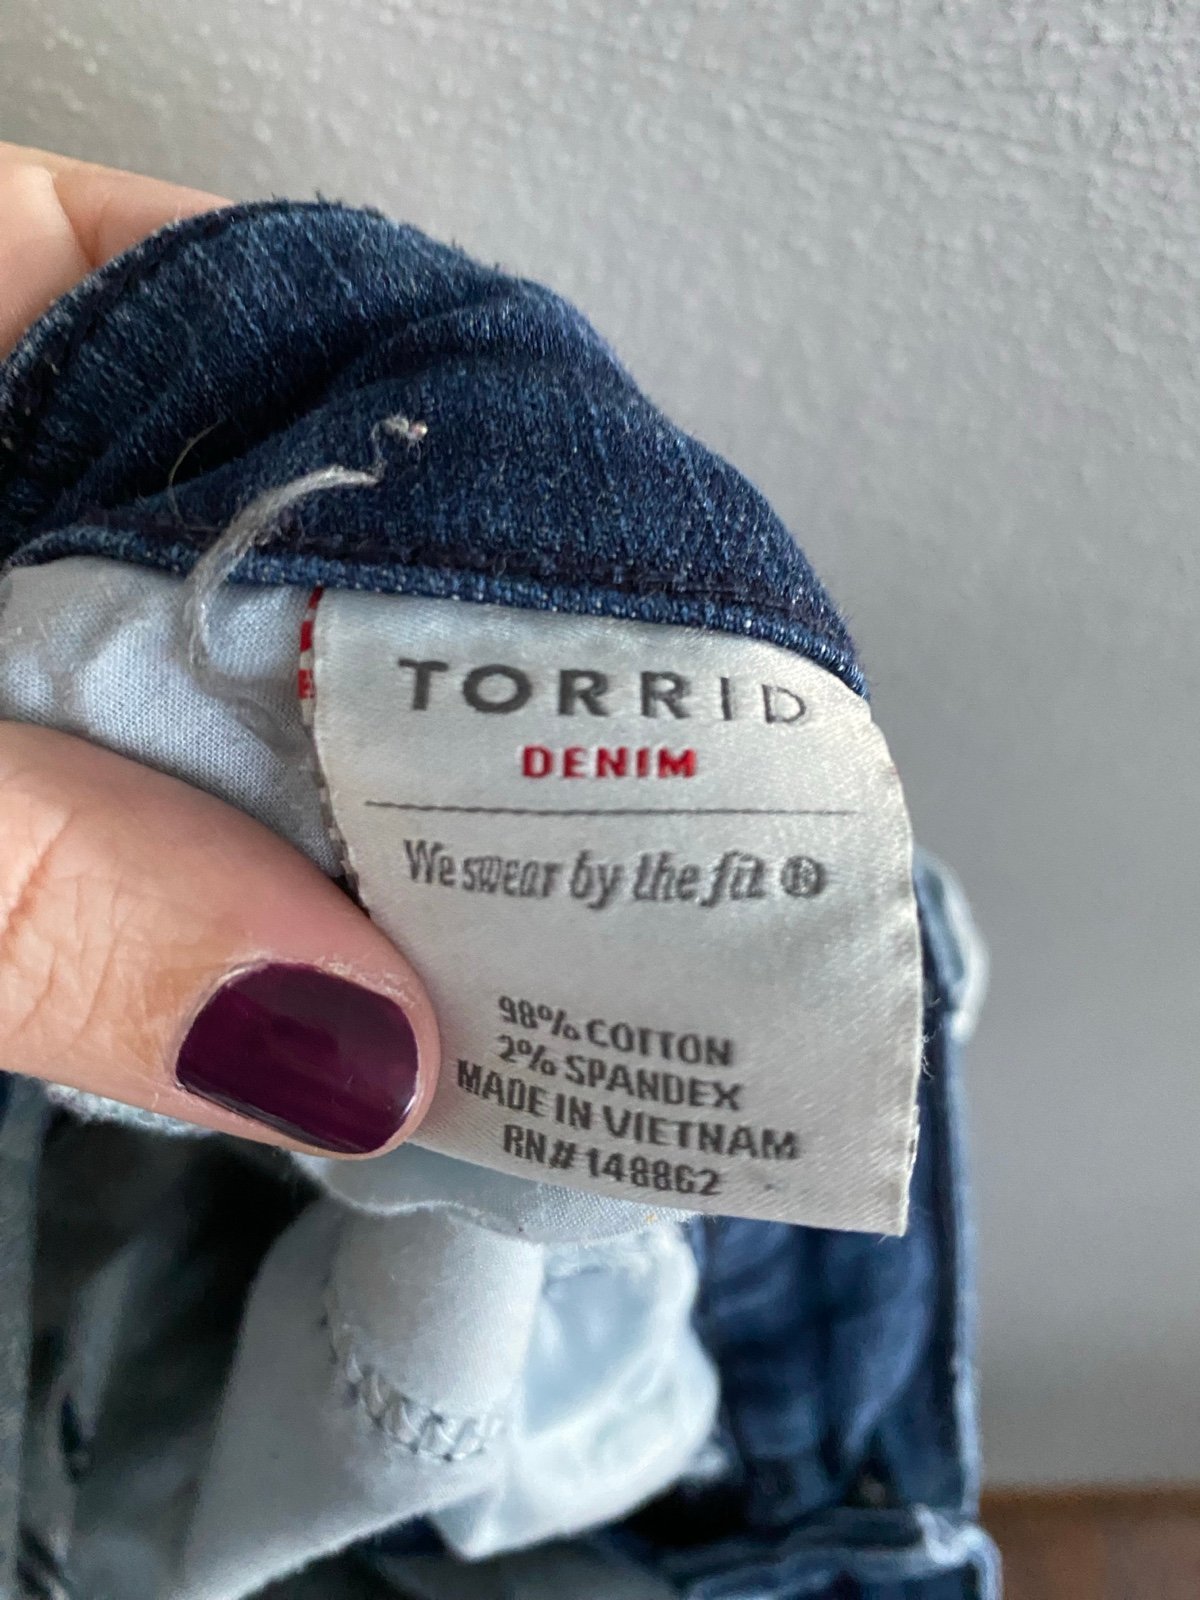 TORRID
DENIM
We swear by the fit ®
98% COTTON
2% SPANDEX
MADE IN VIETNAM
RN# 148862